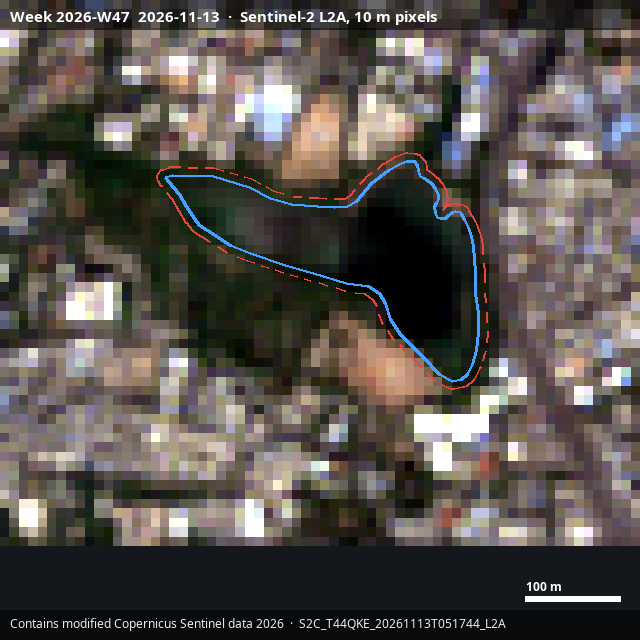 Week 2026-W47 2026-11-13 · Sentinel-2 L2A, 10 m pixels
100 m
Contains modified Copernicus Sentinel data 2026 · S2C_T44QKE_20261113T051744_L2A